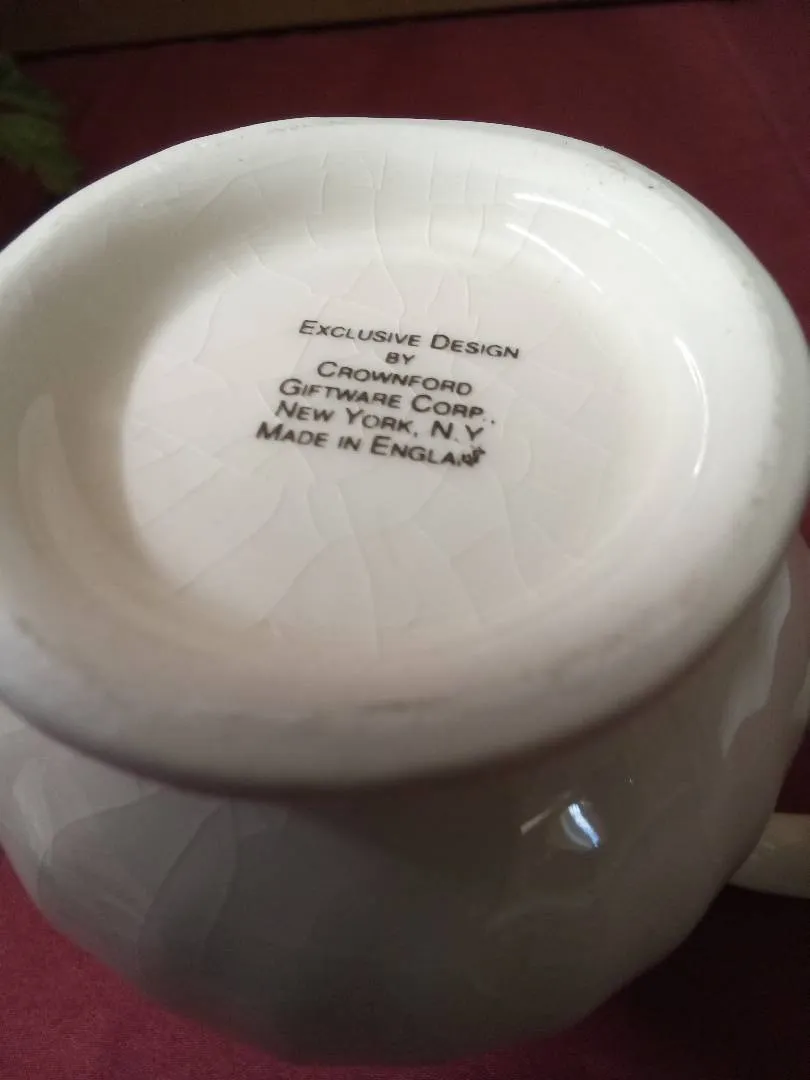 EXCLUSIVE DESIGN
BY
CROWNFORD
GIFTWARE CORP.
NEW YORK, N.Y
MADE IN ENGLAND